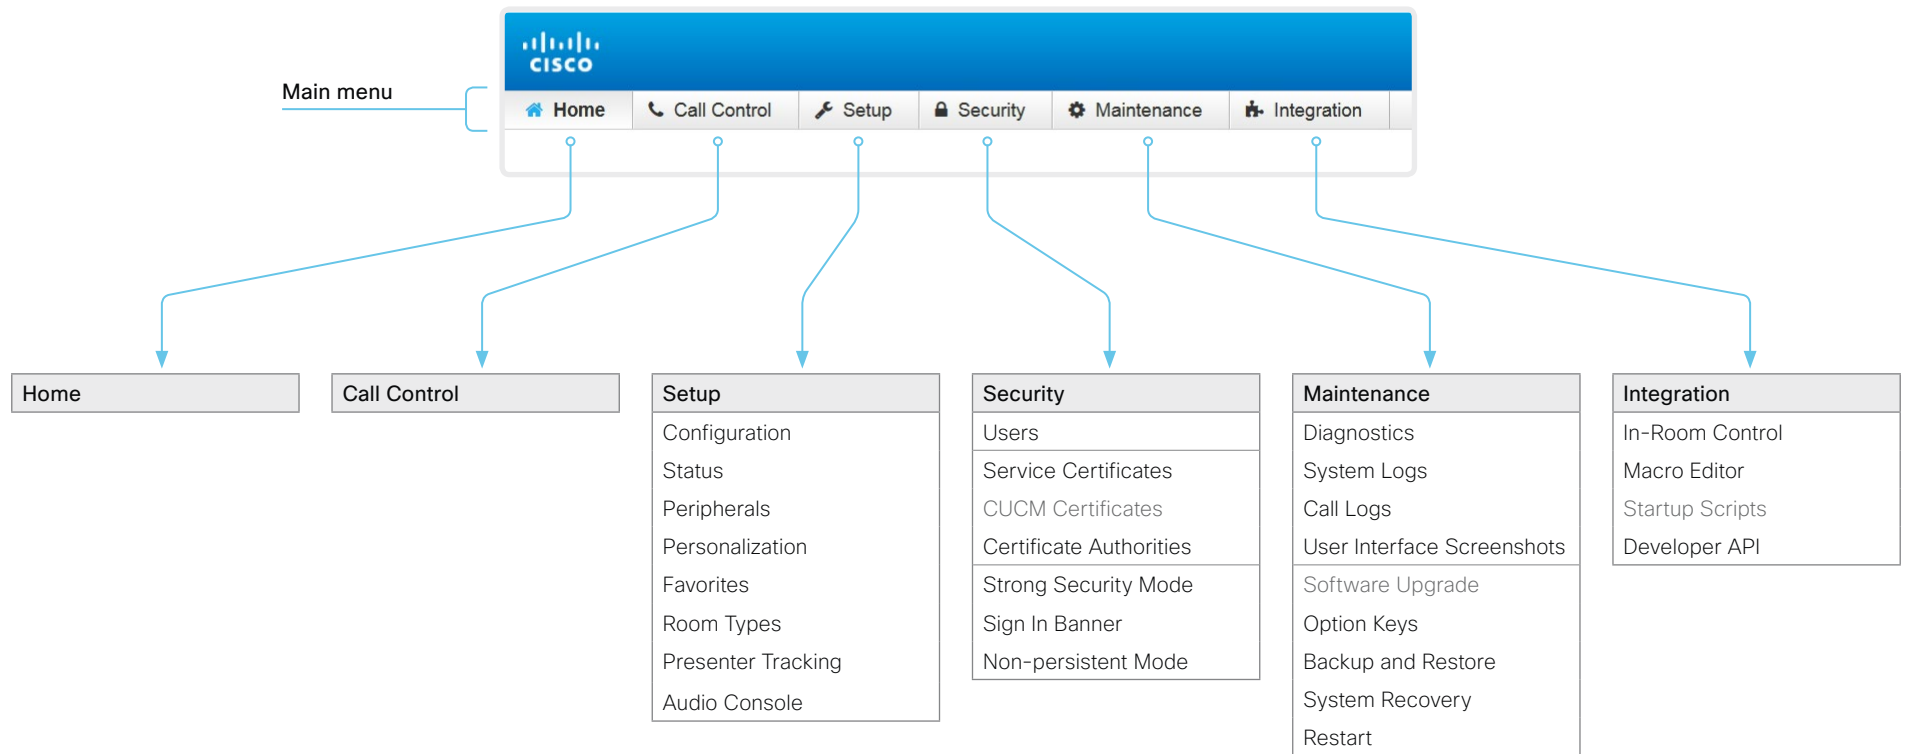 CISCO
Main menu
Home Call Control Setup Security Maintenance Integration
Home
Call Control
Setup
Configuration
Status
Peripherals
Personalization
Favorites
Room Types
Presenter Tracking
Audio Console
Security
Users
Service Certificates
CUCM Certificates
Certificate Authorities
Strong Security Mode
Sign In Banner
Non-persistent Mode
Maintenance
Diagnostics
System Logs
Call Logs
User Interface Screenshots
Software Upgrade
Option Keys
Backup and Restore
System Recovery
Restart
Integration
In-Room Control
Macro Editor
Startup Scripts
Developer API